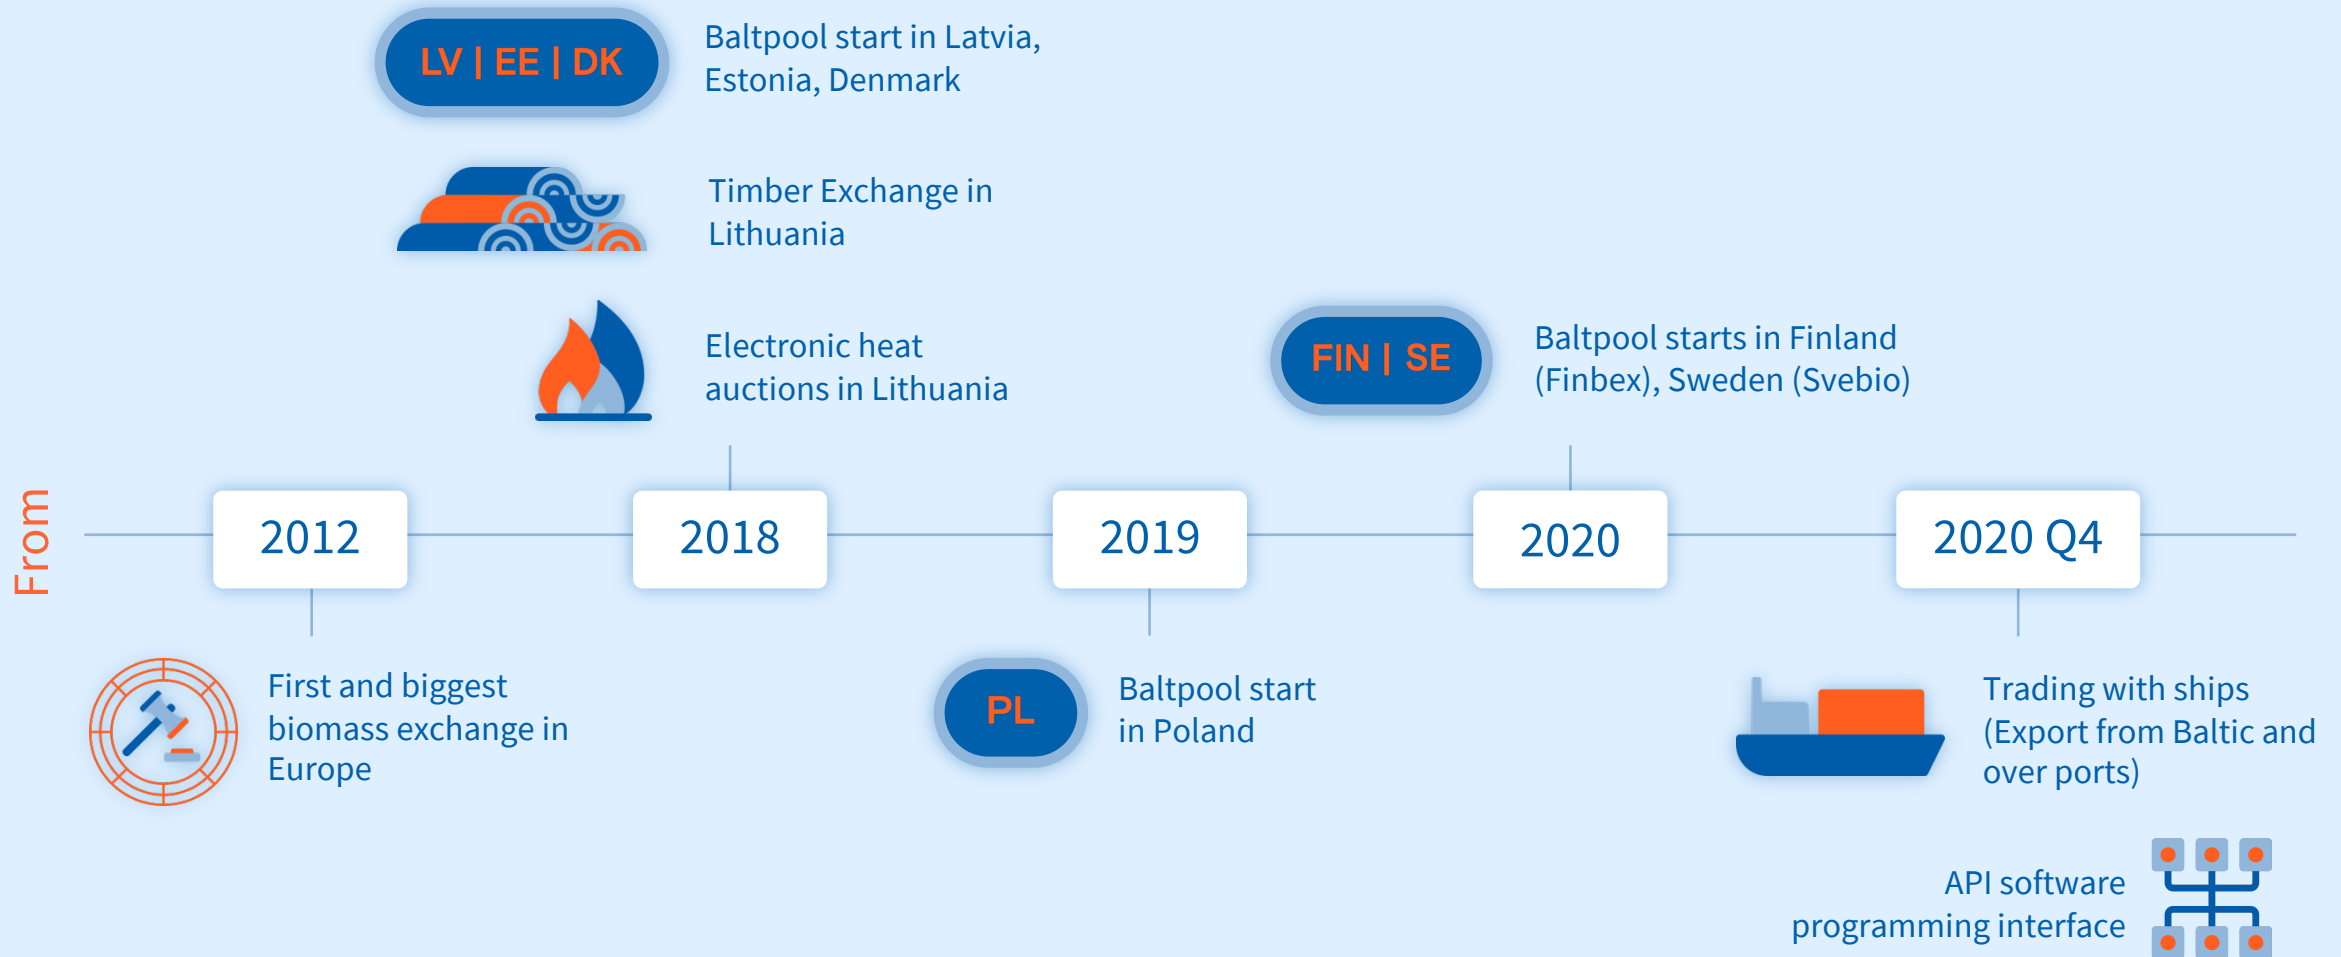 LV | EE | DK
Baltpool start in Latvia,
Estonia, Denmark
Timber Exchange in
Lithuania
Electronic heat
auctions in Lithuania
FIN | SE
Baltpool starts in Finland
(Finbex), Sweden (Svebio)
From
2012
2018
2019
2020
2020 Q4
First and biggest
biomass exchange in
Europe
PL
Baltpool start
in Poland
Trading with ships
(Export from Baltic and
over ports)
API software
programming interface